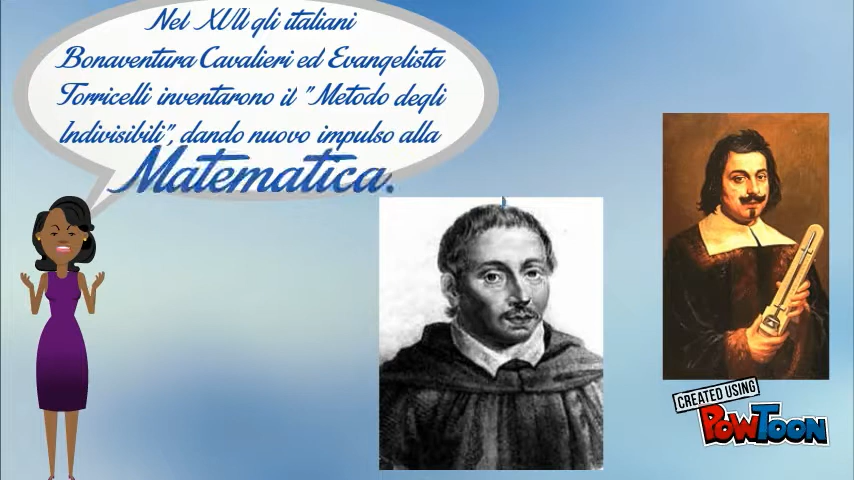 Nel XVII gli italiani
Bonaventura Cavalieri ed Evangelista
Torricelli inventarono il "Metodo degli
Indivisibili", dando nuovo impulso alla
Matematica.
CREATED USING
POWTOON